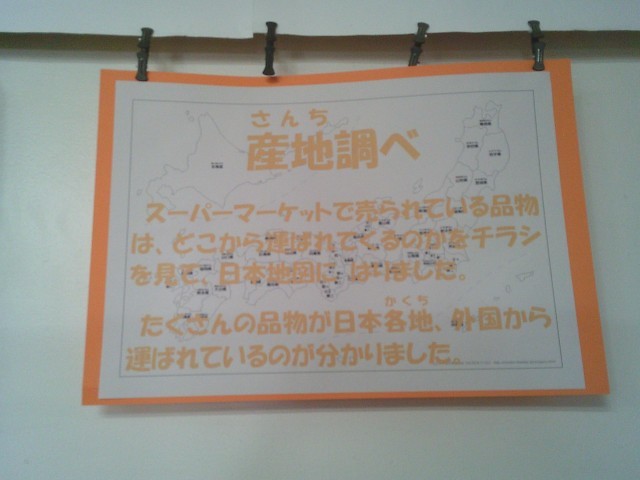 さんち
産地調べ
スーパーマーケットで売られている品物
は、どこから運ばれてくるのかをチラシ
を見て、日本地図にはりました。
かくち
たくさんの品物が日本各地、外国から
運ばれているのが分かりました。